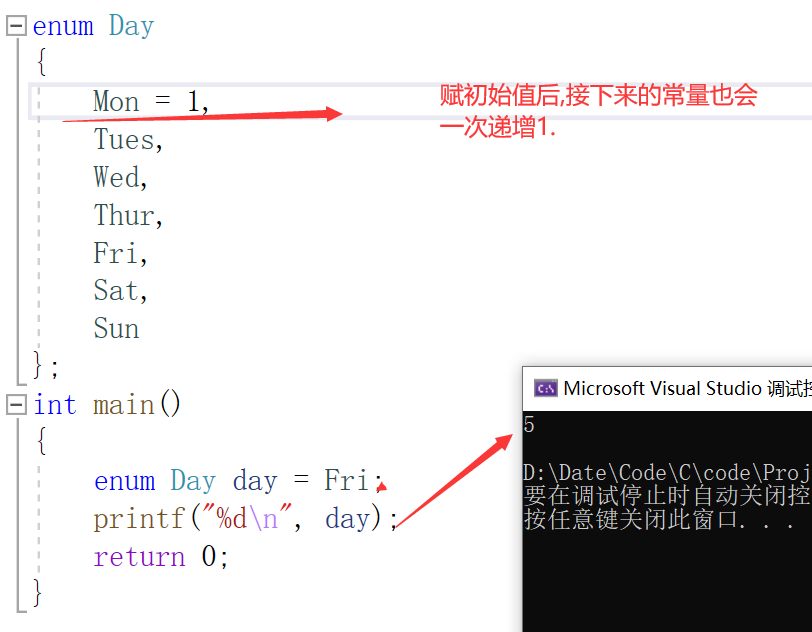 enum Day
{
Mon = 1,
赋初始值后,接下来的常量也会
一次递增1.
Tues,
Wed,
Thur,
Fri,
Sat,
Sun
};
int main()
{
enum Day day = Fri;
printf("%d\n", day);
return 0;
}
Microsoft Visual Studio 调试
5
D:\Date\Code\C\code\Proj
要在调试停止时自动关闭控
按任意键关闭此窗口. . .